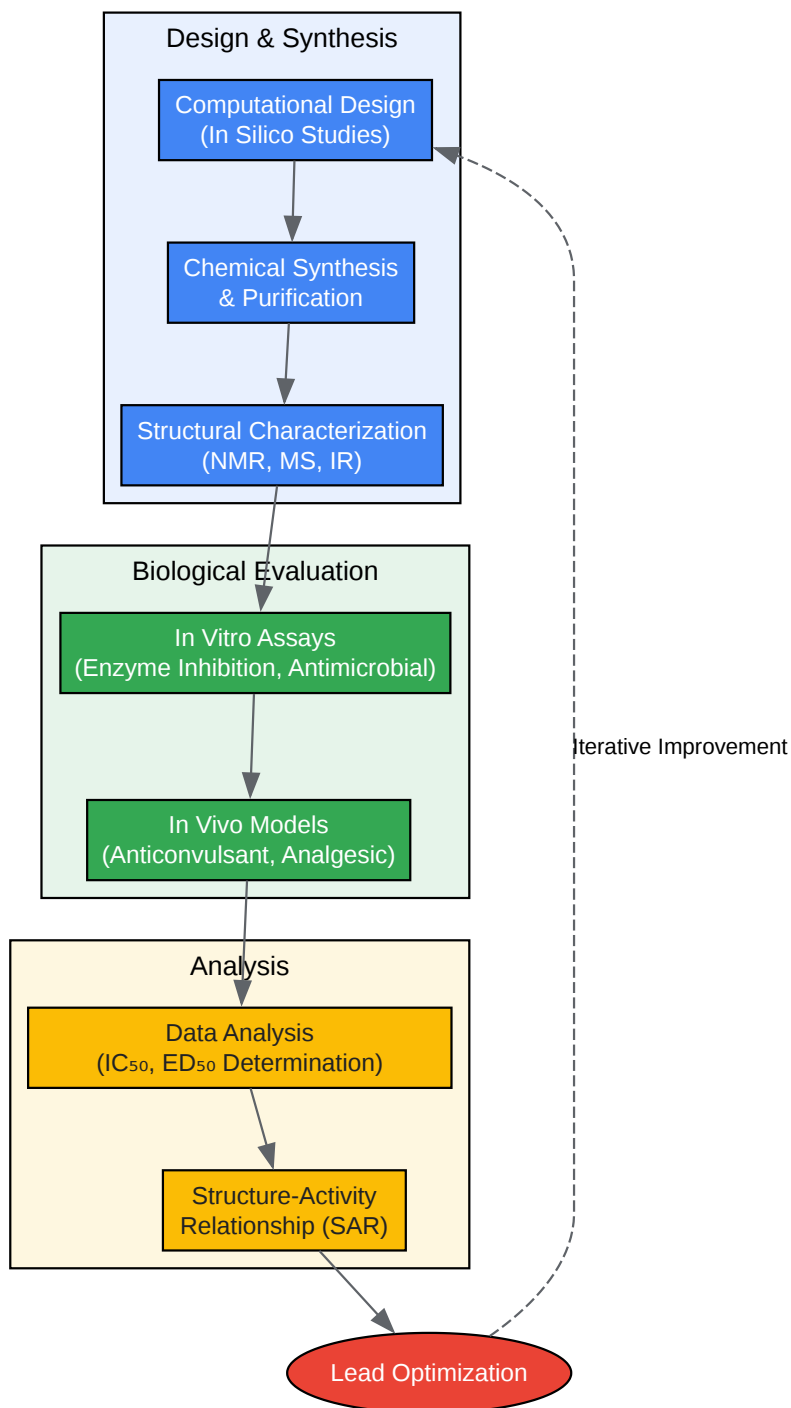 Design & Synthesis
Computational Design
(In Silico Studies)
Chemical Synthesis
& Purification
Structural Characterization
(NMR, MS, IR)
Biological Evaluation
In Vitro Assays
(Enzyme Inhibition, Antimicrobial)
Iterative Improvement
In Vivo Models
(Anticonvulsant, Analgesic)
Analysis
Data Analysis
(IC₅₀, ED₅₀ Determination)
Structure-Activity
Relationship (SAR)
Lead Optimization